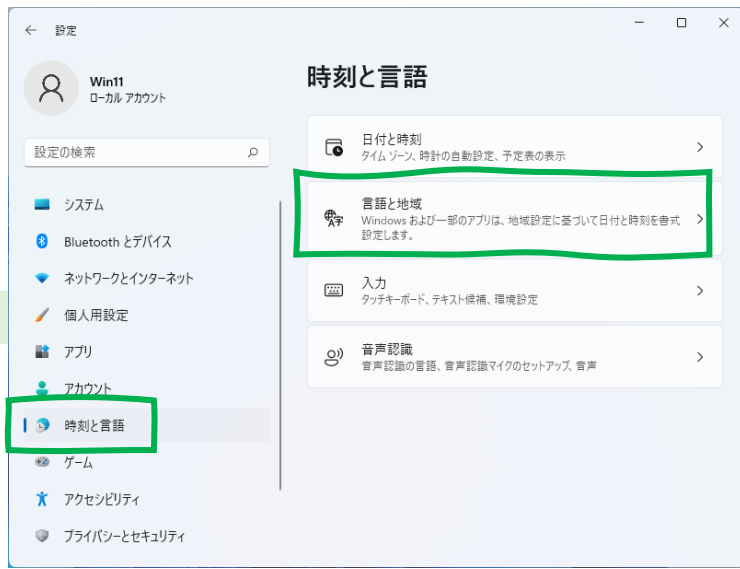 設定
Win11
ローカル アカウント
設定の検索
システム
Bluetooth とデバイス
ネットワークとインターネット
個人用設定
アプリ
アカウント
時刻と言語
ゲーム
アクセシビリティ
プライバシーとセキュリティ
時刻と言語
日付と時刻
タイム ゾーン、時計の自動設定、予定表の表示
言語と地域
Windows および一部のアプリは、地域設定に基づいて日付と時刻を書式
設定します。
入力
タッチキーボード、テキスト候補、環境設定
音声認識
音声認識の言語、音声認識マイクのセットアップ、音声